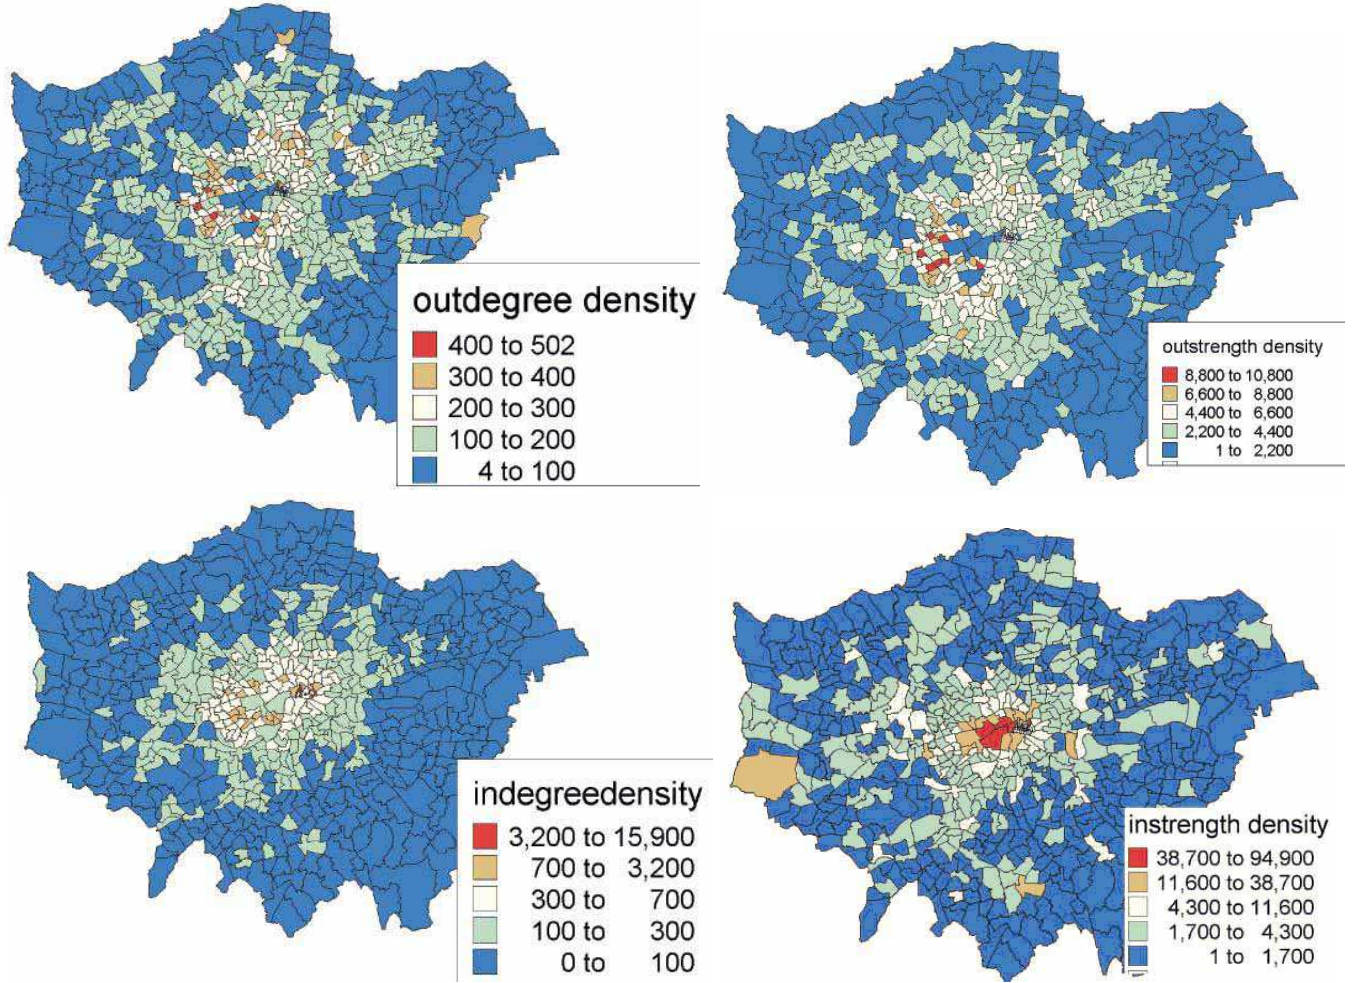 outdegree density
400 to 502
300 to 400
200 to 300
100 to 200
4 to 100
outstrength density
8,800 to 10,800
6,600 to 8,800
4,400 to 6,600
2,200 to 4,400
1 to 2,200
indegreedensity
3,200 to 15,900
700 to 3,200
300 to 700
100 to 300
0 to 100
instrength density
38,700 to 94,900
11,600 to 38,700
4,300 to 11,600
1,700 to 4,300
1 to 1,700